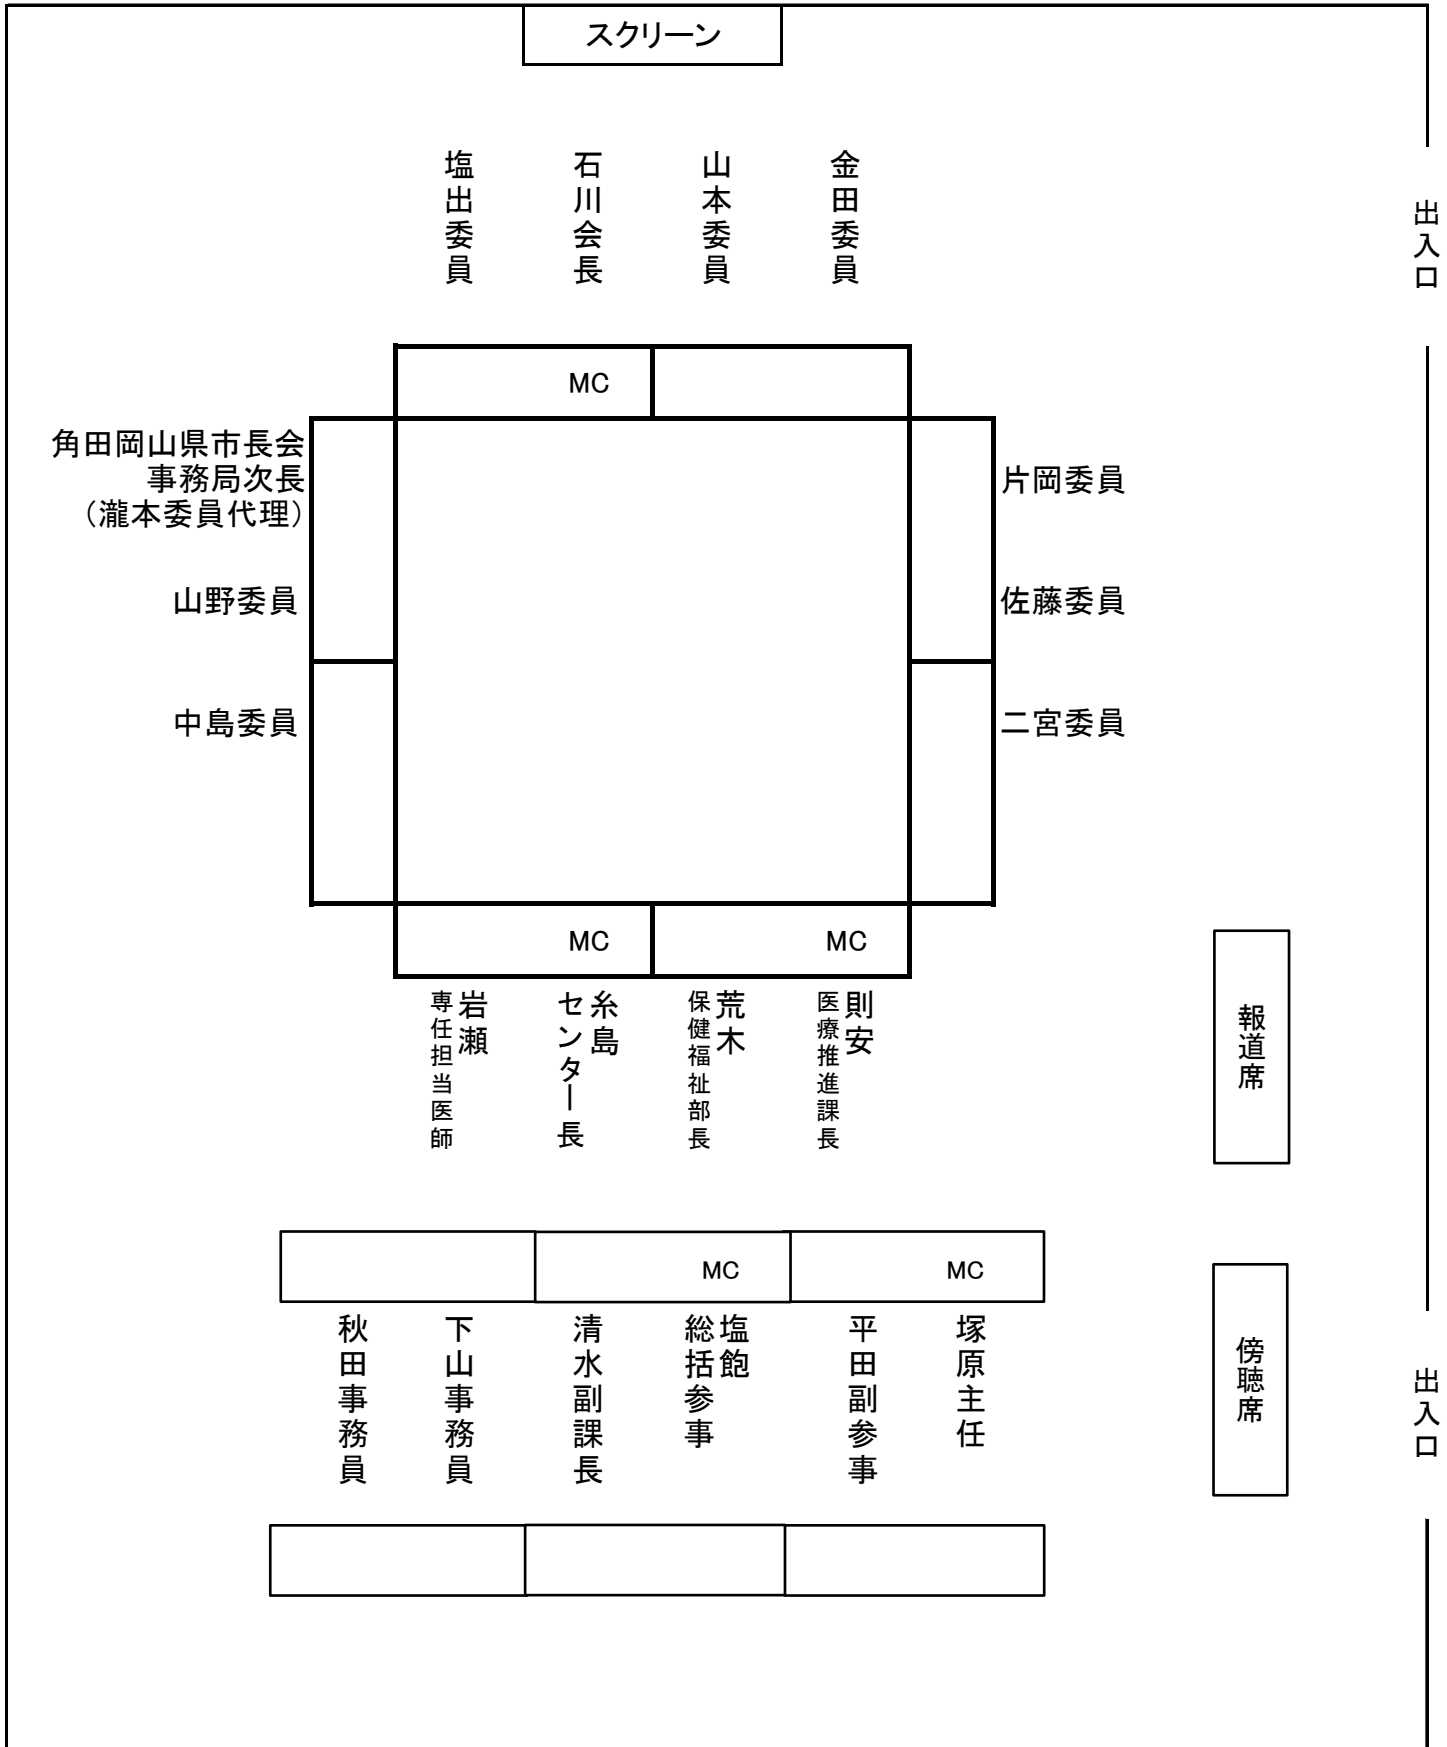 スクリーン
塩出委員
石川会長
山本委員
金田委員
出入口
MC
角田岡山県市長会
事務局次長
（瀧本委員代理）
片岡委員
山野委員
佐藤委員
中島委員
二宮委員
MC
MC
岩瀬
専任担当医師
糸島
センター長
荒木
保健福祉部長
則安
医療推進課長
報道席
MC
MC
秋田事務員
下山事務員
清水副課長
塩飽
総括参事
平田副参事
塚原主任
傍聴席
出入口